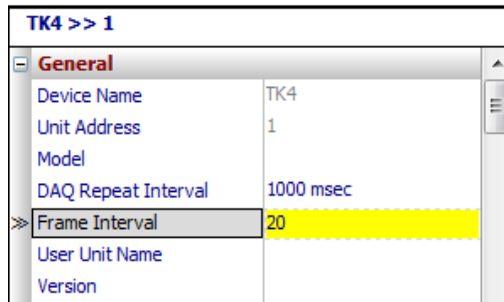 TK4 >> 1
General
Device Name TK4
Unit Address 1
Model
DAQ Repeat Interval 1000 msec
Frame Interval 20
User Unit Name
Version